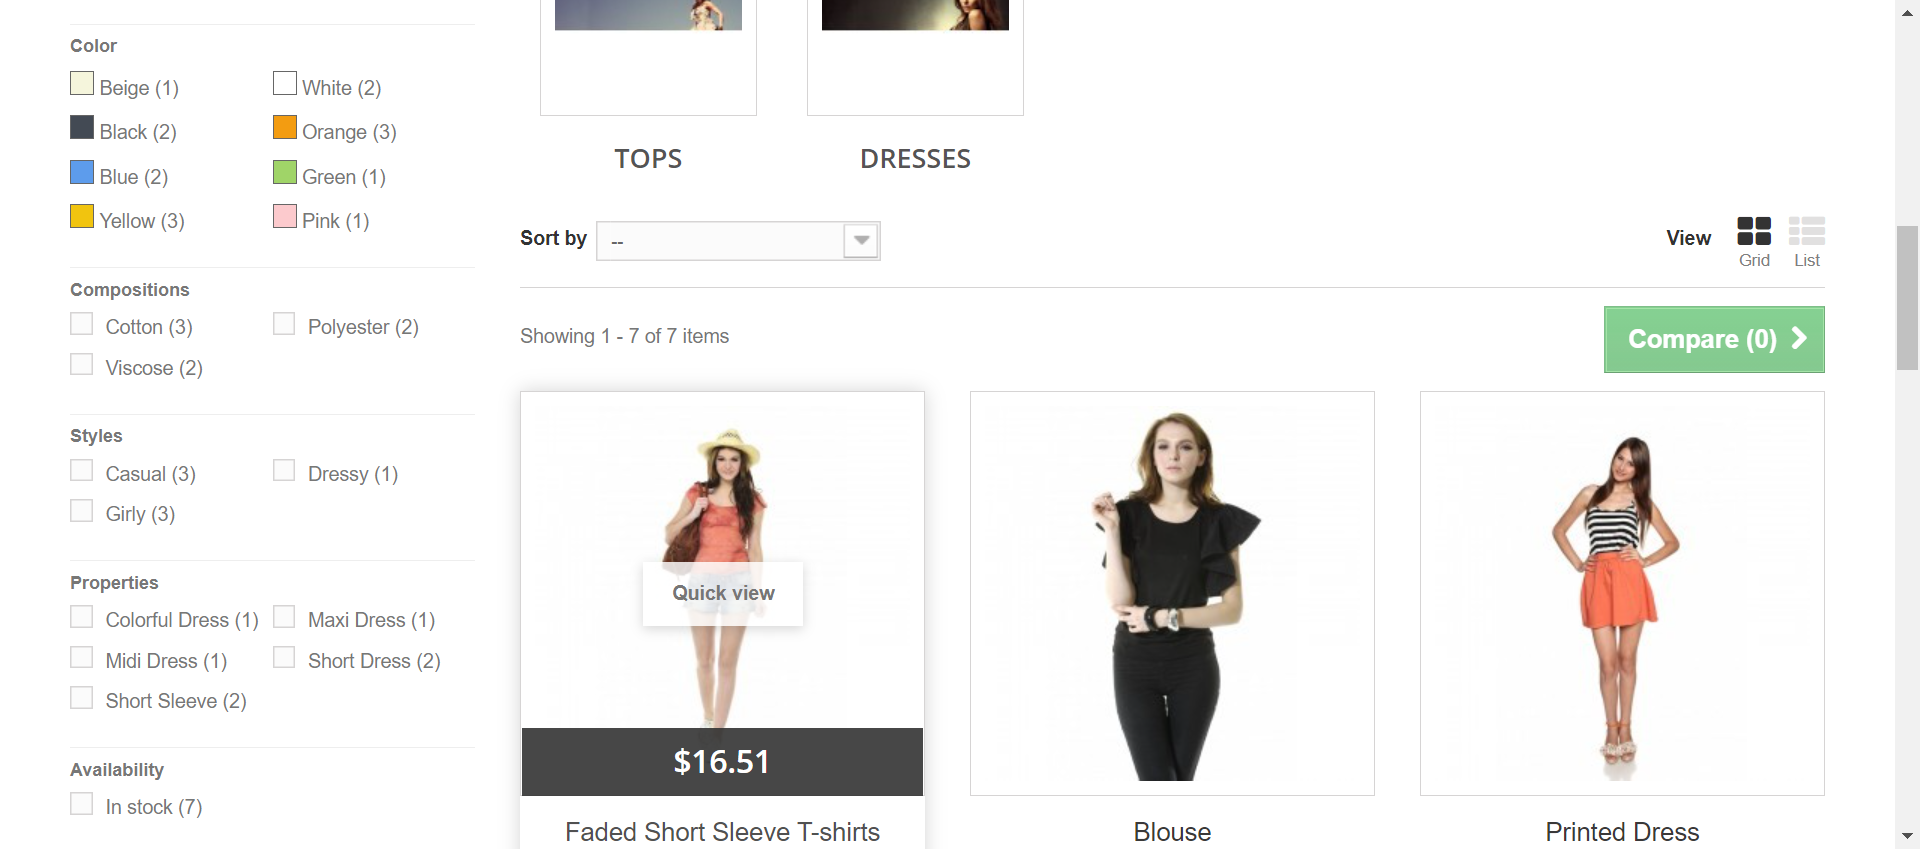 Color
Beige (1)
White (2)
Black (2)
Orange (3)
Blue (2)
Green (1)
Yellow (3)
Pink (1)
Compositions
Cotton (3)
Polyester (2)
Viscose (2)
Styles
Casual (3)
Dressy (1)
Girly (3)
Properties
Colorful Dress (1)
Maxi Dress (1)
Midi Dress (1)
Short Dress (2)
Short Sleeve (2)
Availability
In stock (7)
TOPS
DRESSES
Sort by
--
View
Grid
List
Showing 1 - 7 of 7 items
Compare (0)
Quick view
$16.51
Faded Short Sleeve T-shirts
Blouse
Printed Dress